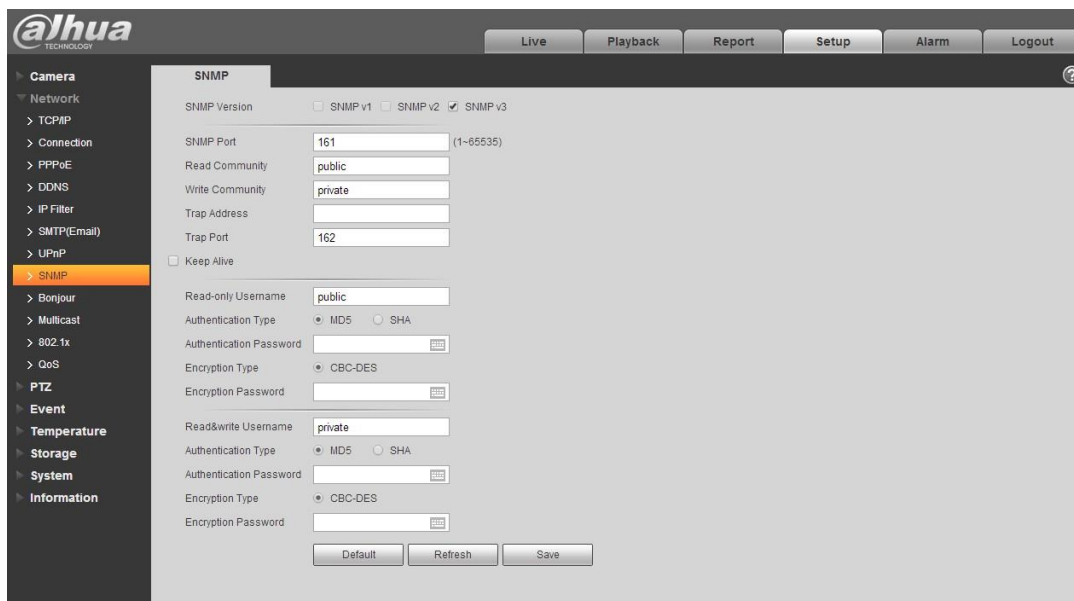 alhua
TECHNOLOGY
Live Playback Report Setup Alarm Logout
Camera
Network
> TCP/IP
> Connection
> PPPoE
> DDNS
> IP Filter
> SMTP(Email)
> UPnP
> SNMP
> Bonjour
> Multicast
> 802.1x
> QoS
PTZ
Event
Temperature
Storage
System
Information
SNMP
?
SNMP Version SNMP v1 SNMP v2 SNMP v3
SNMP Port 161 (1~65535)
Read Community public
Write Community private
Trap Address
Trap Port 162
Keep Alive
Read-only Username public
Authentication Type MD5 SHA
Authentication Password
Encryption Type CBC-DES
Encryption Password
Read&write Username private
Authentication Type MD5 SHA
Authentication Password
Encryption Type CBC-DES
Encryption Password
Default Refresh Save